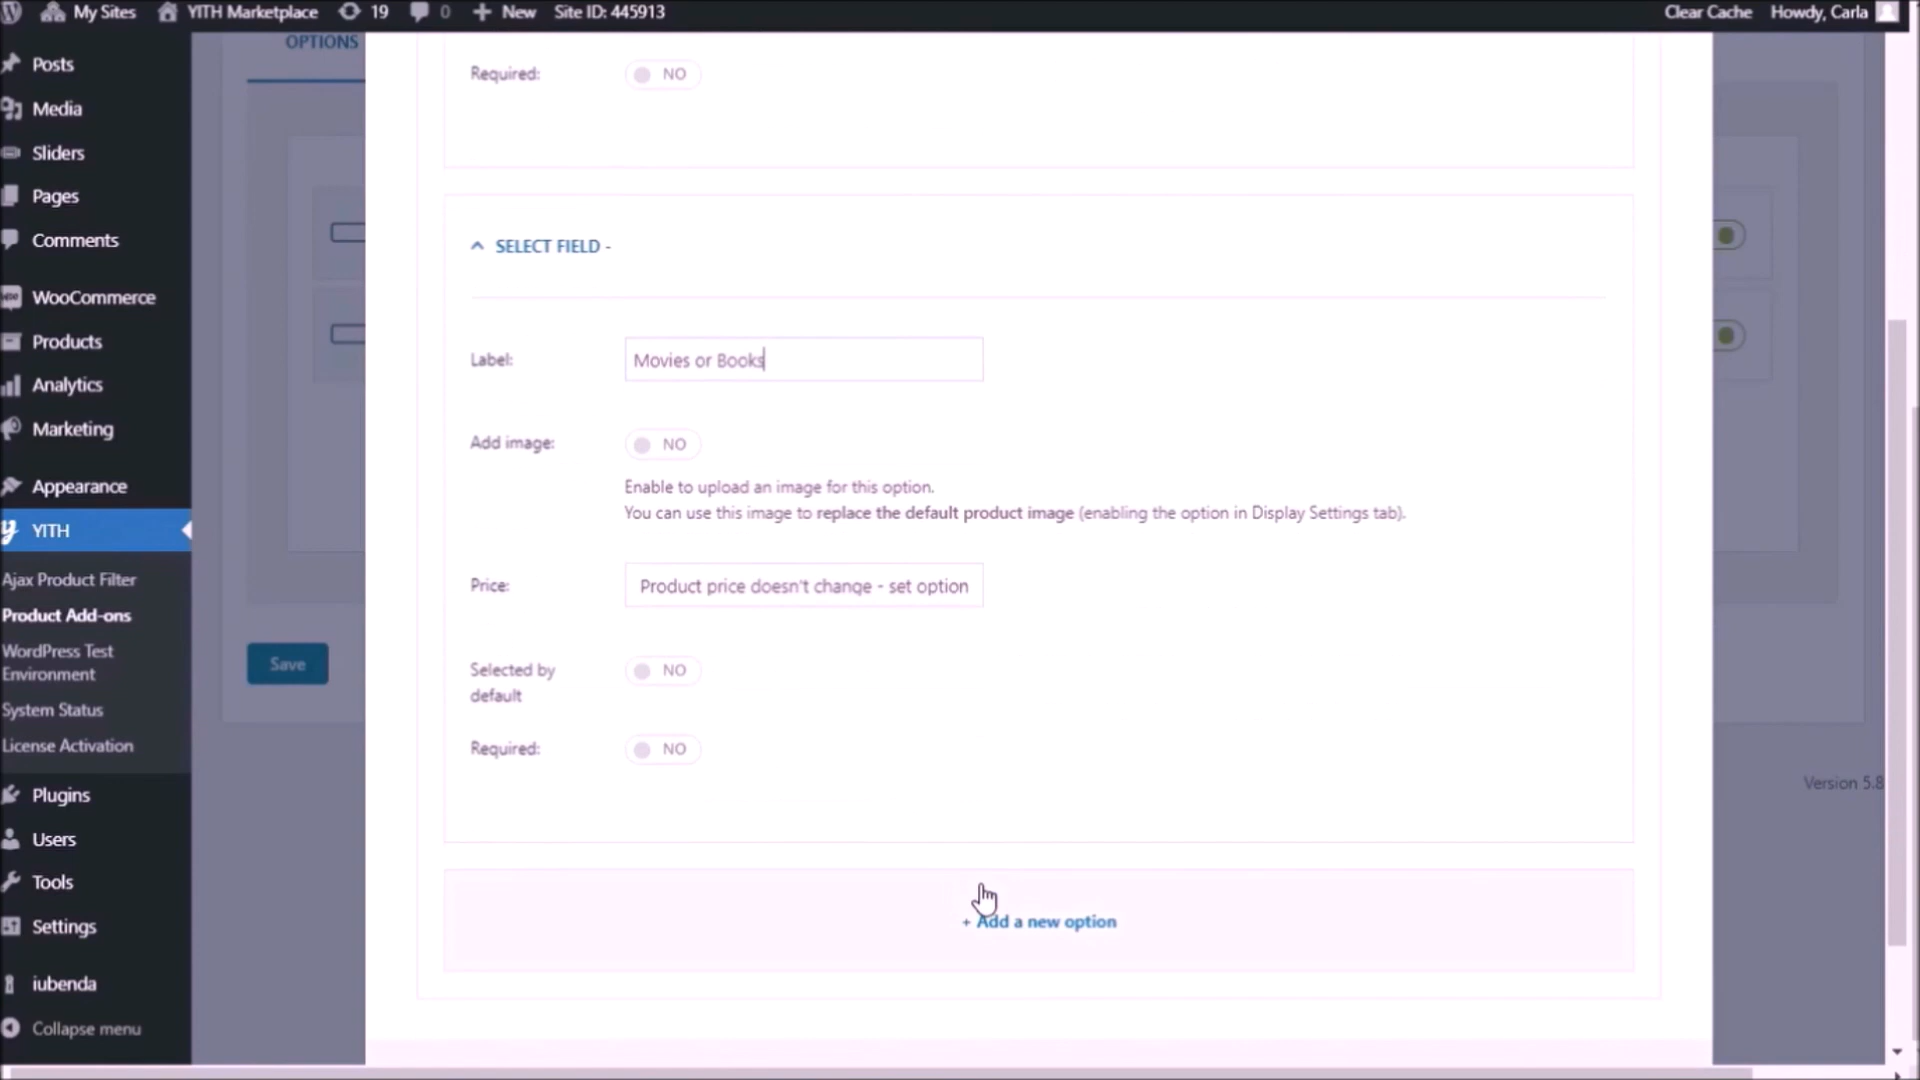 My Sites YITH Marketplace 19 0 + New Site ID: 445913 Clear Cache Howdy, Carla
Posts
Media
Sliders
Pages
Comments
WooCommerce
Products
Analytics
Marketing
Appearance
YITH
Ajax Product Filter
Product Add-ons
WordPress Test
Environment
System Status
License Activation
Plugins
Users
Tools
Settings
iubenda
Collapse menu
OPTIONS
Save
Required: NO
SELECT FIELD -
Label: Movies or Books
Add image: NO
Enable to upload an image for this option.
You can use this image to replace the default product image (enabling the option in Display Settings tab).
Price: Product price doesn't change - set option
Selected by
default
NO
Required: NO
+ Add a new option
Version 5.8